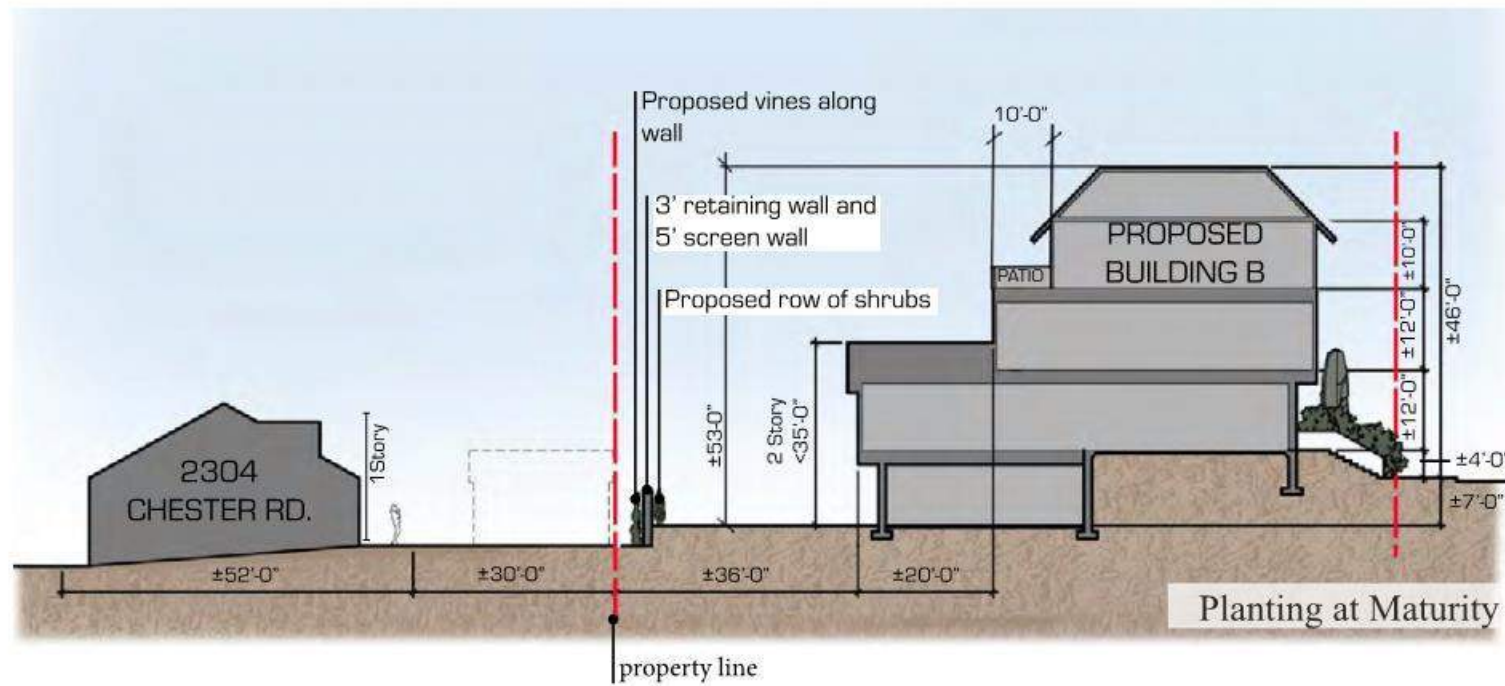 Proposed vines along
wall
10'-0"
3' retaining wall and
5' screen wall
PROPOSED
BUILDING B
PATIO
±10'-0"
Proposed row of shrubs
±12'-0"
±46'-0"
±53'-0"
2 Story
<35'-0"
±12'-0"
1Story
2304
CHESTER RD.
±4'-0"
±7'-0"
±52'-0"
±30'-0"
±36'-0"
±20'-0"
Planting at Maturity
property line